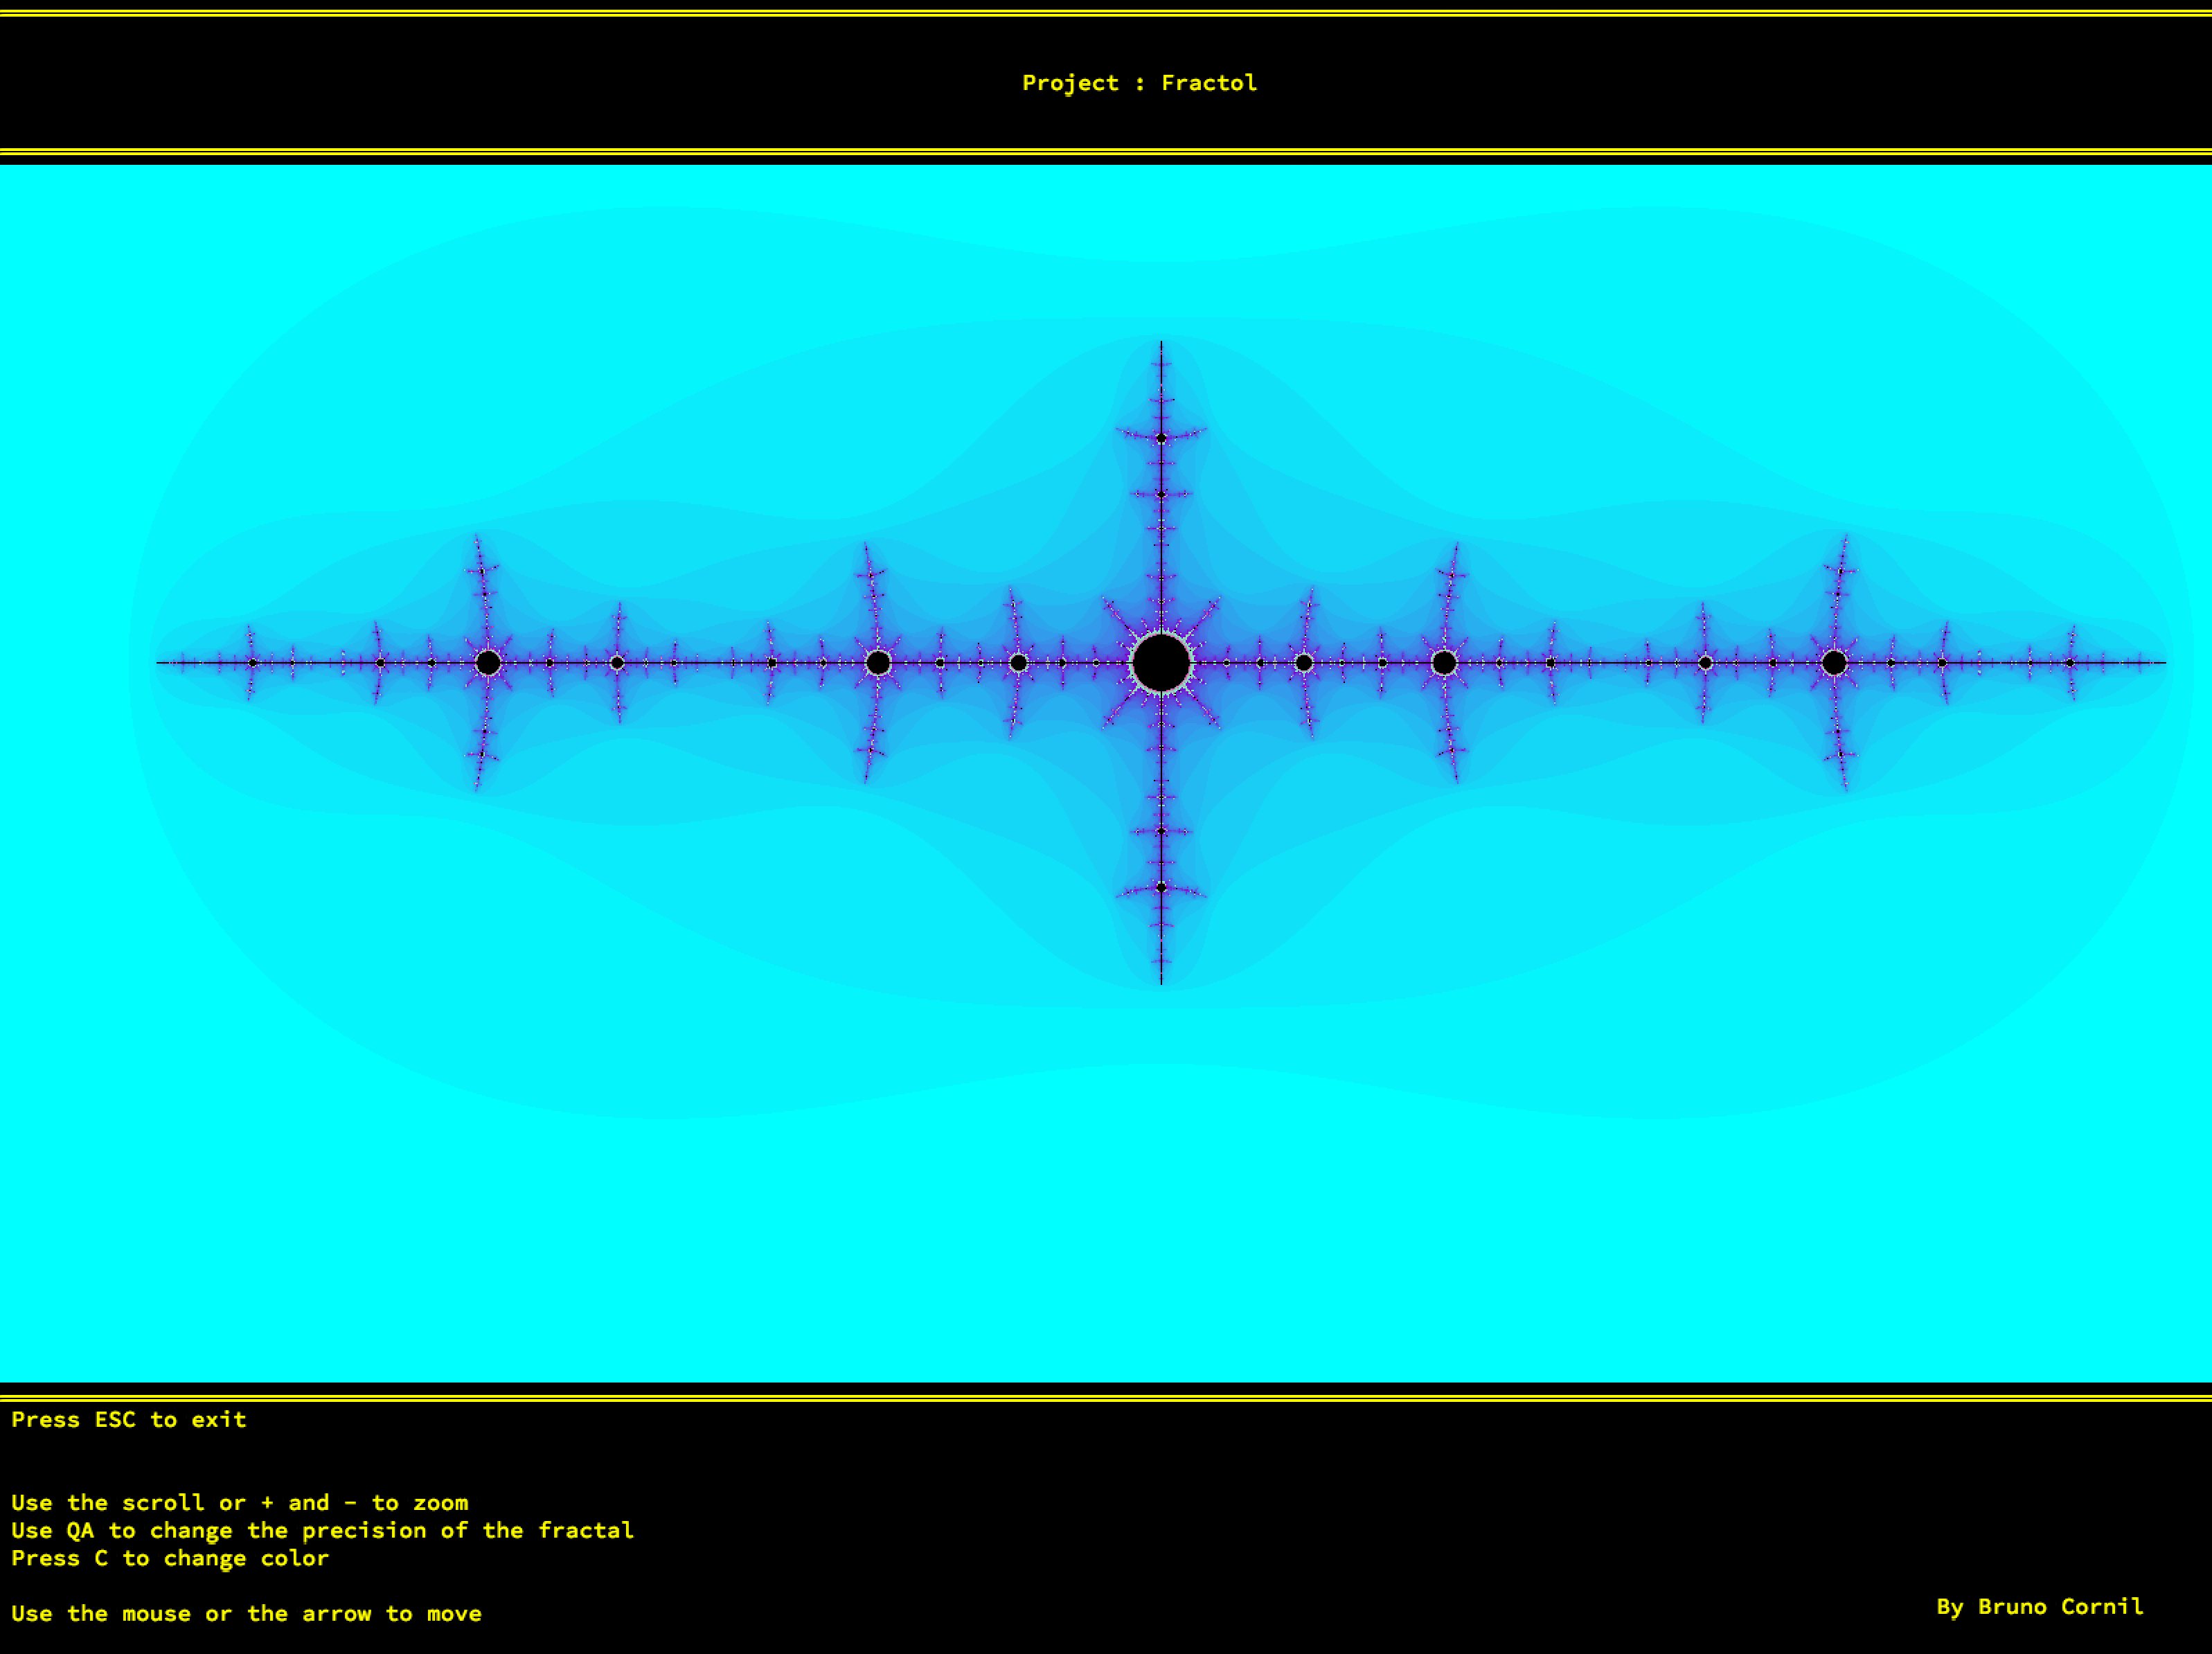 Project : Fractol
Press ESC to exit
Use the scroll or + and - to zoom
Use QA to change the precision of the fractal
Press C to change color
Use the mouse or the arrow to move
By Bruno Cornil